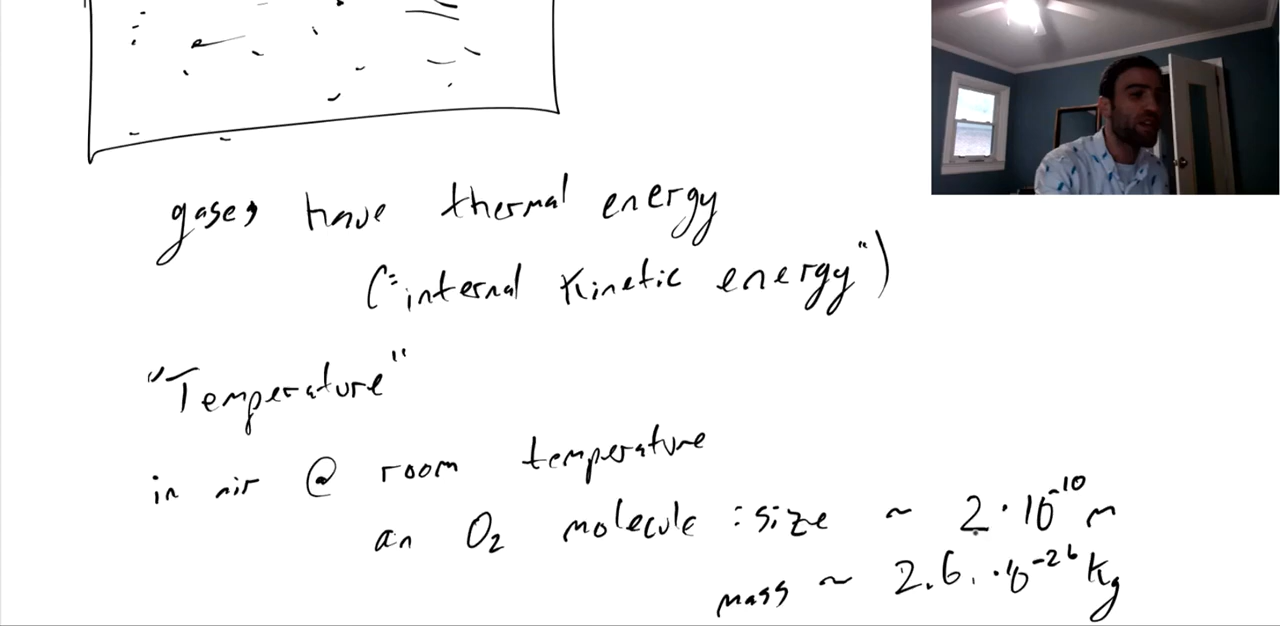 gases have thermal energy
("internal kinetic energy")
"Temperature"
in air @ room temperature
an O₂ molecule : size ~ 2·10⁻¹⁰ m
mass ~ 2.6.·10⁻²⁶ kg